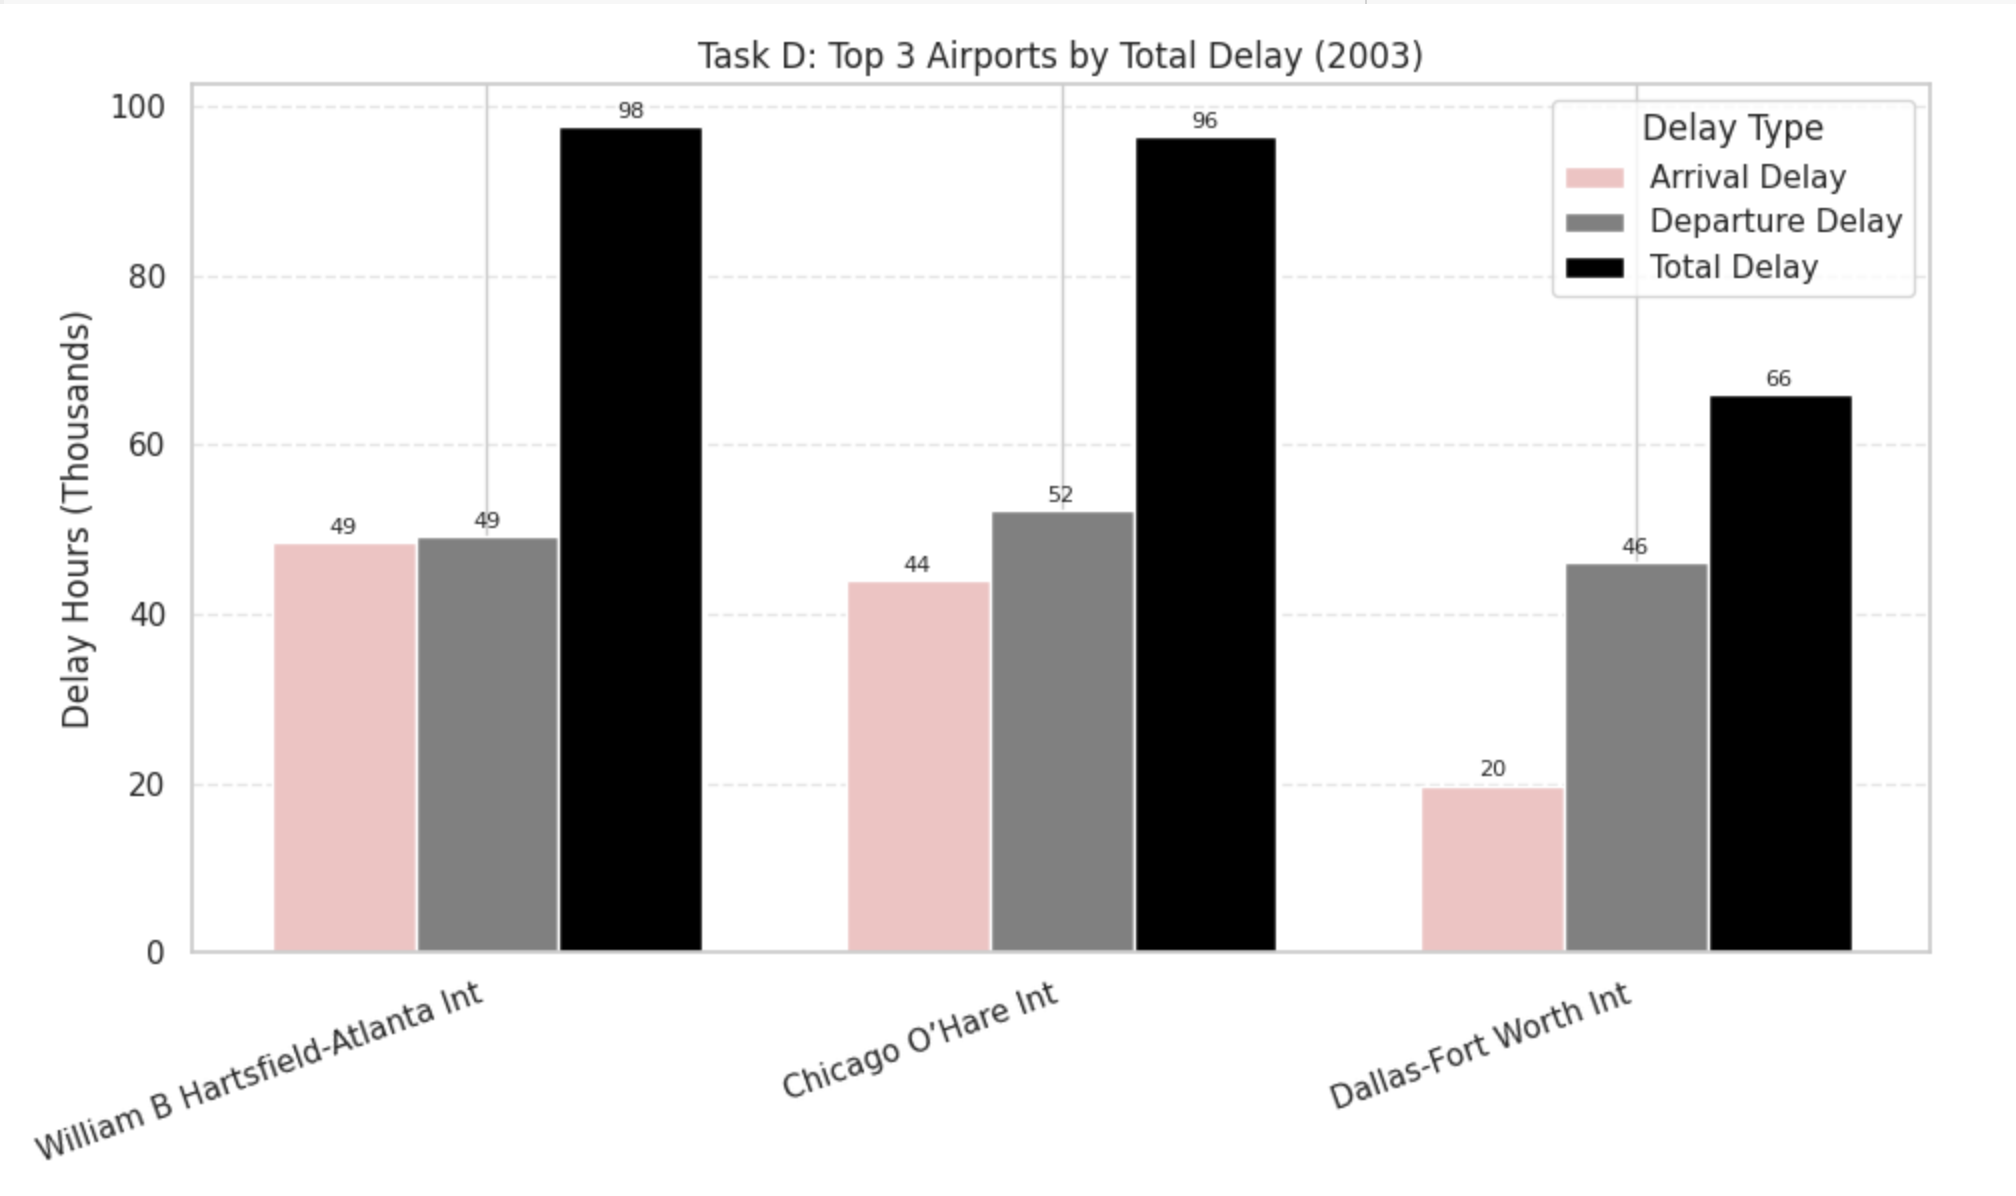 Task D: Top 3 Airports by Total Delay (2003)
Delay Hours (Thousands)
100
80
60
40
20
0
98
96
66
49
49
44
52
20
46
Delay Type
Arrival Delay
Departure Delay
Total Delay
William B Hartsfield-Atlanta Int
Chicago O’Hare Int
Dallas-Fort Worth Int